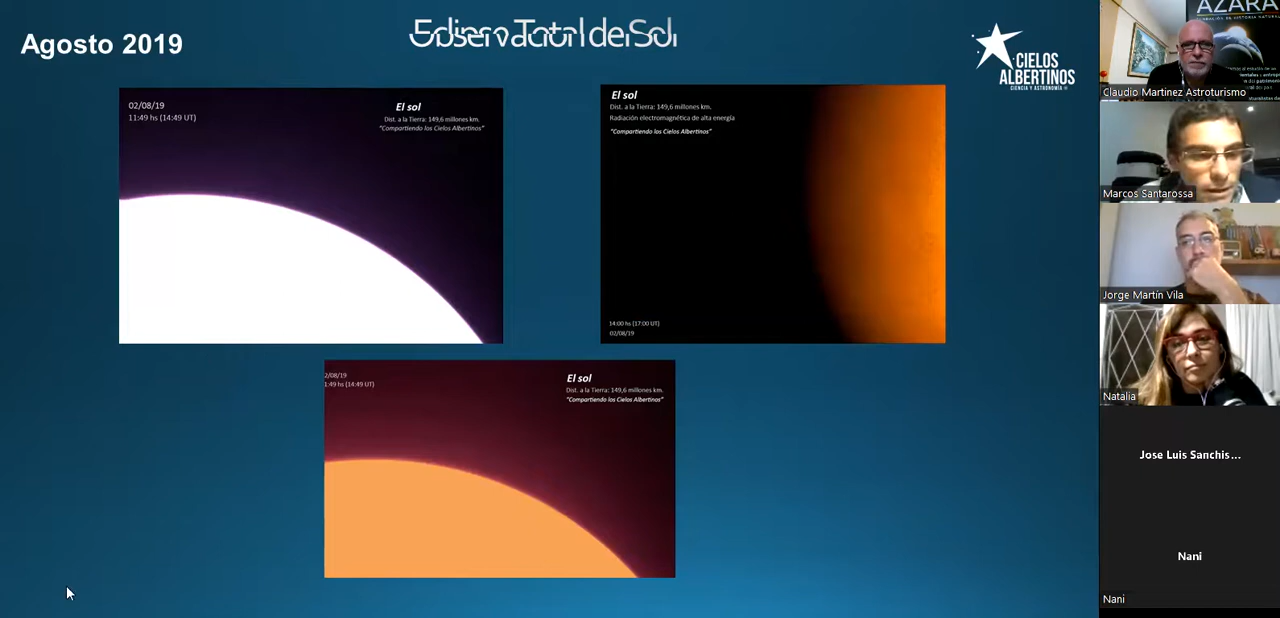 Agosto 2019
CIELOS
ALBERTINOS
CIENCIA Y ASTRONOMÍA
02/08/19
11:49 hs (14:49 UT)
El sol
Dist. a la Tierra: 149,6 millones km.
"Compartiendo los Cielos Albertinos"
El sol
Dist. a la Tierra: 149,6 millones km.
Radiación electromagnética de alta energía
"Compartiendo los Cielos Albertinos"
14:00 hs (17:00 UT)
02/08/19
2/08/19
1:49 hs (14:49 UT)
El sol
Dist. a la Tierra: 149,6 millones km.
"Compartiendo los Cielos Albertinos"
AZARA
Claudio Martinez Astroturismo
Marcos Santarossa
Jorge Martín Vila
Natalia
Jose Luis Sanchis...
Nani
Nani